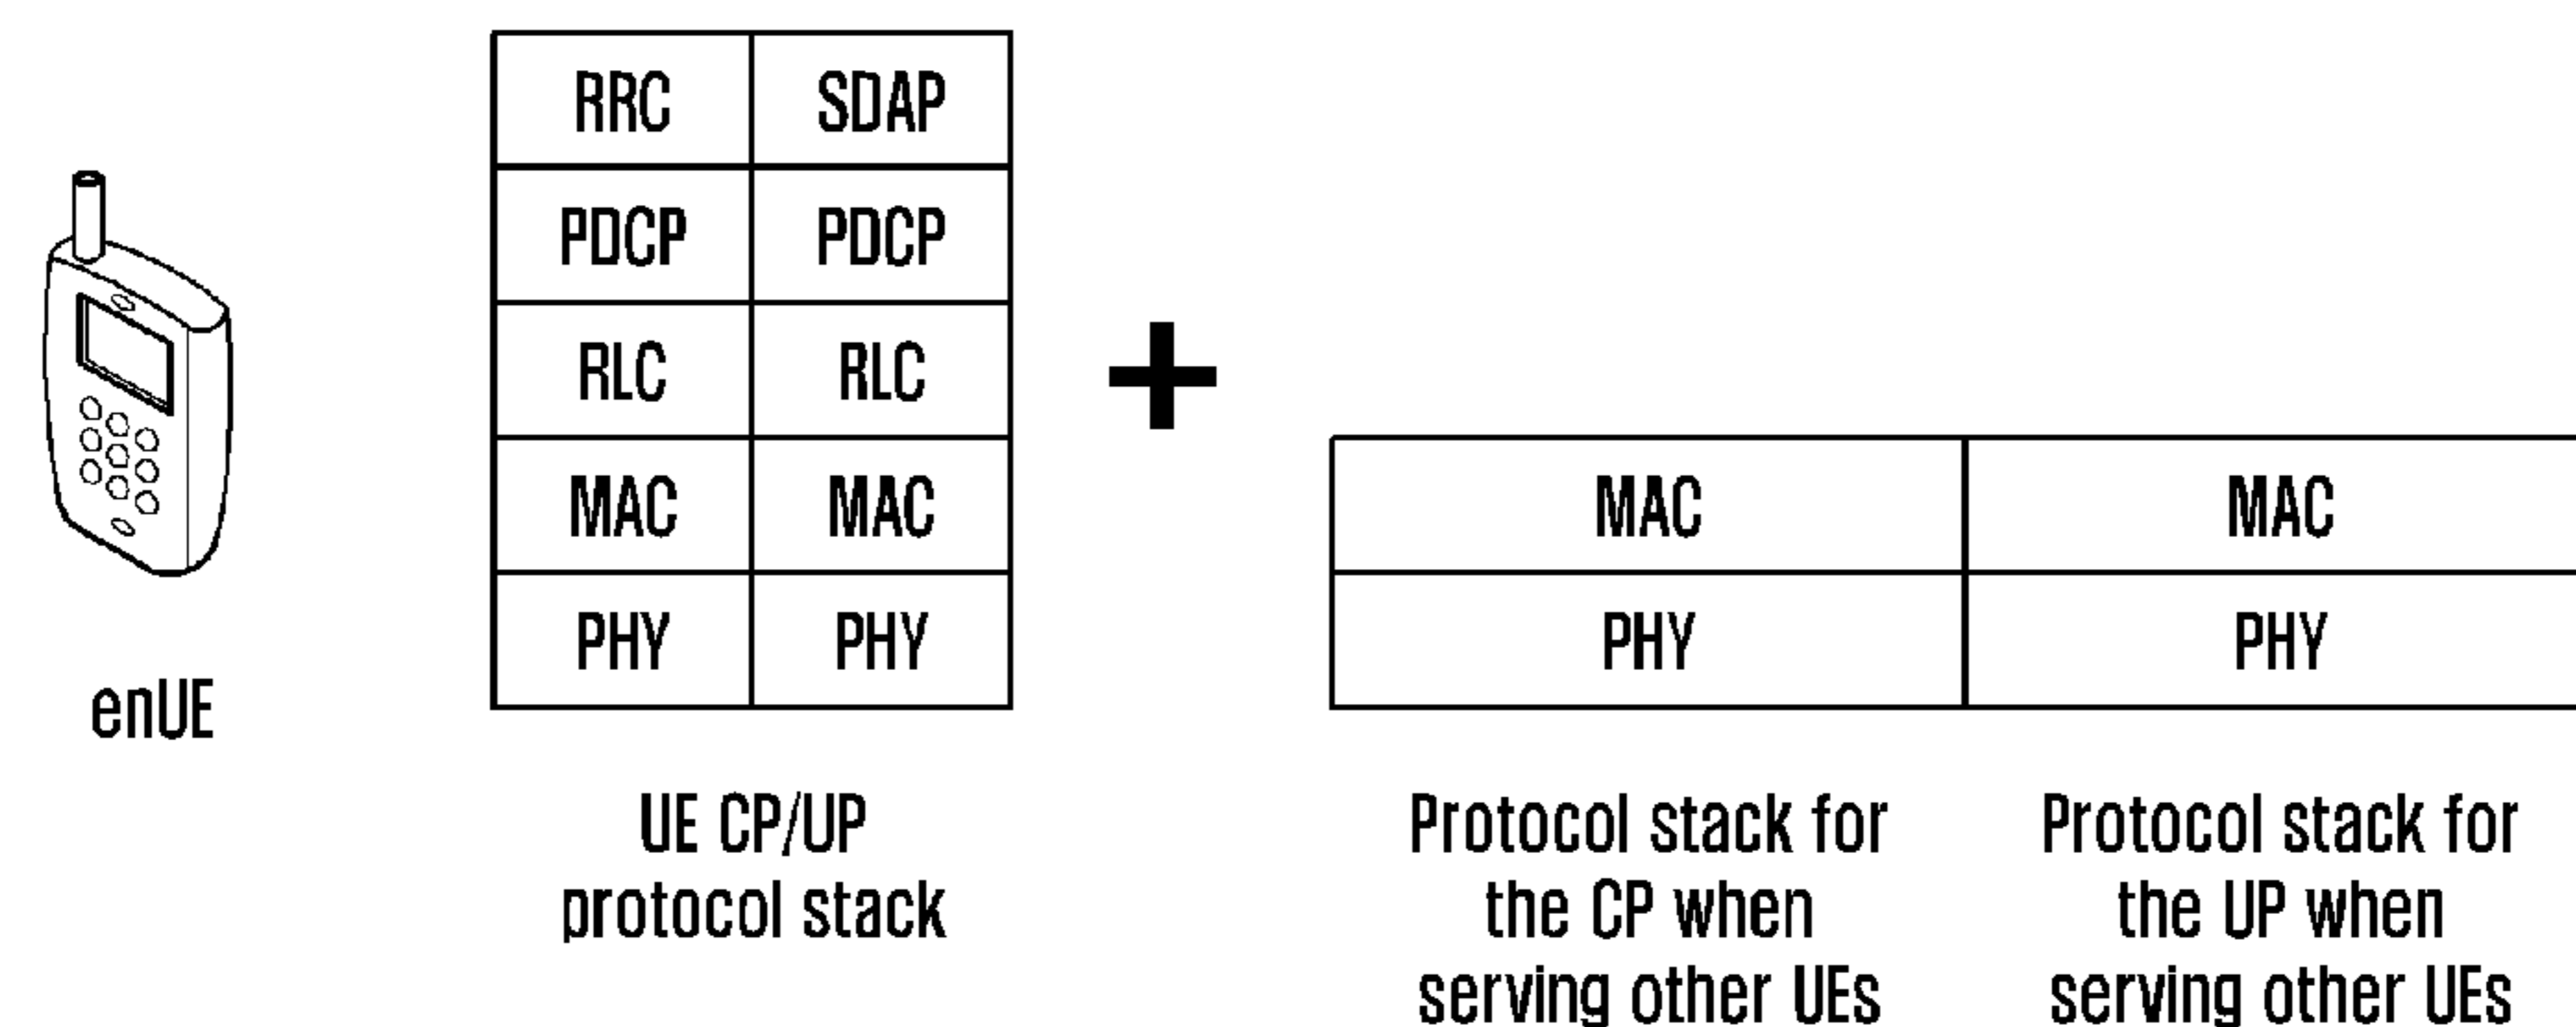 RRC SDAP
PDCP PDCP
RLC RLC
MAC MAC MAC MAC
PHY PHY PHY PHY
enUE
UE CP/UP
protocol stack
Protocol stack for
the CP when
serving other UEs
Protocol stack for
the UP when
serving other UEs